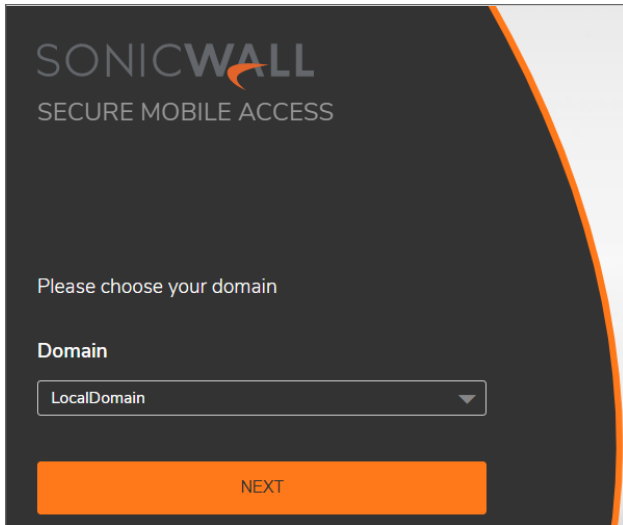 SONICWALL
SECURE MOBILE ACCESS
Please choose your domain
Domain
LocalDomain
NEXT